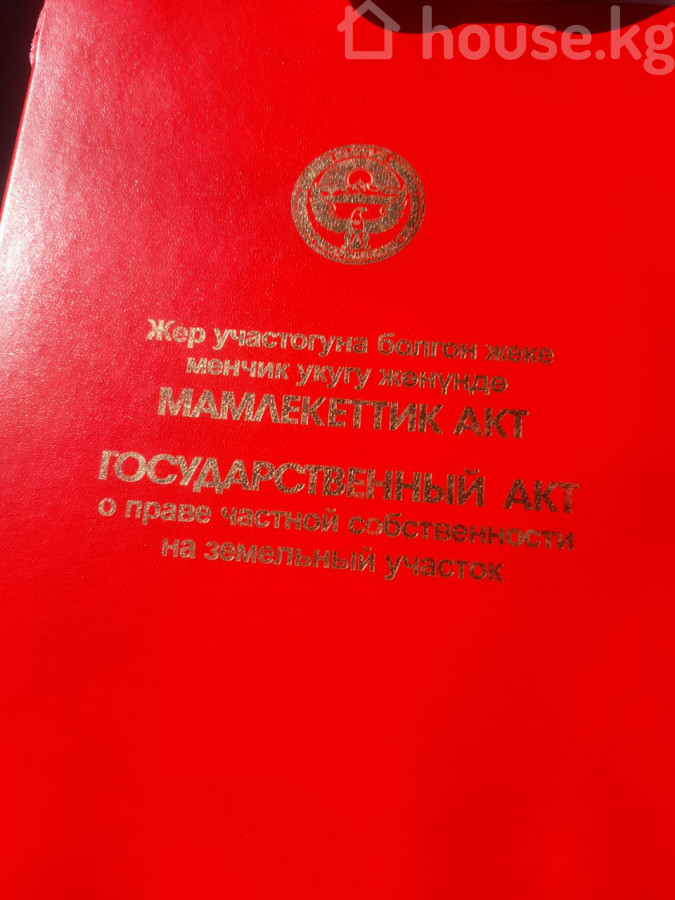 house.kg
Жер участогуна болгон жеке
менчик укугу жөнүндө
МАМЛЕКЕТТИК АКТ
ГОСУДАРСТВЕННЫЙ АКТ
о праве частной собственности
на земельный участок